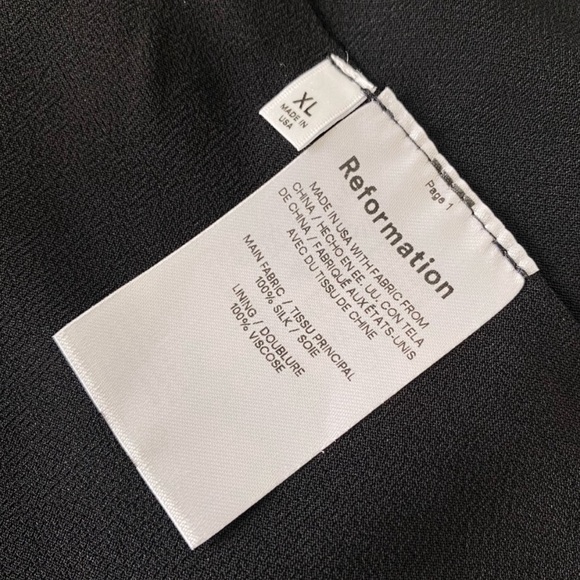 XL
MADE IN
USA
Page 1
Reformation
MADE IN USA WITH FABRIC FROM
CHINA / HECHO EN EE. UU. CON TELA
DE CHINA / FABRIQUÉ AUX ÉTATS-UNIS
AVEC DU TISSU DE CHINE
MAIN FABRIC / TISSU PRINCIPAL
100% SILK / SOIE
LINING / DOUBLURE
100% VISCOSE